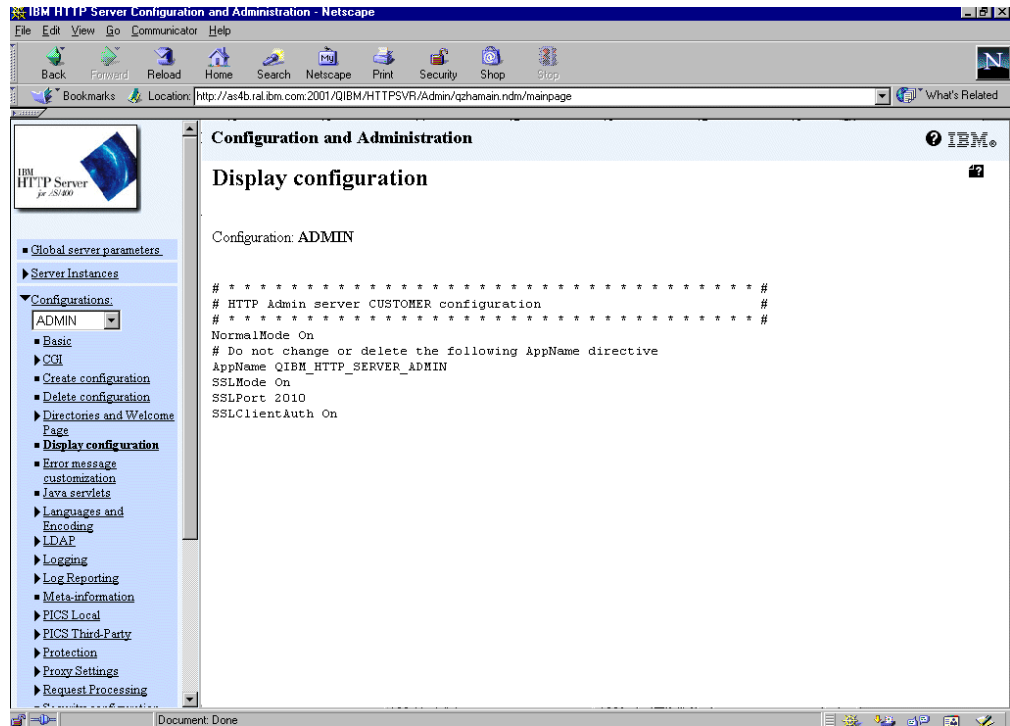 IBM HTTP Server Configuration and Administration - Netscape
File Edit View Go Communicator Help
Back Forward Reload Home Search Netscape Print Security Shop Stop
My
N
Bookmarks Location: http://as4b.ral.ibm.com:2001/QIBM/HTTPSVR/Admin/qzhamain.ndm/mainpage What's Related
IBM
HTTP Server
for AS/400
Global server parameters
Server Instances
Configurations:
ADMIN
Basic
CGI
Create configuration
Delete configuration
Directories and Welcome
Page
Display configuration
Error message
customization
Java servlets
Languages and
Encoding
LDAP
Logging
Log Reporting
Meta-information
PICS Local
PICS Third-Party
Protection
Proxy Settings
Request Processing
Configuration and Administration
? IBM®
Display configuration
?
Configuration: ADMIN
# * * * * * * * * * * * * * * * * * * * * * * * * * * * * * * * * * #
# HTTP Admin server CUSTOMER configuration #
# * * * * * * * * * * * * * * * * * * * * * * * * * * * * * * * * * #
NormalMode On
# Do not change or delete the following AppName directive
AppName QIBM_HTTP_SERVER_ADMIN
SSLMode On
SSLPort 2010
SSLClientAuth On
Document: Done